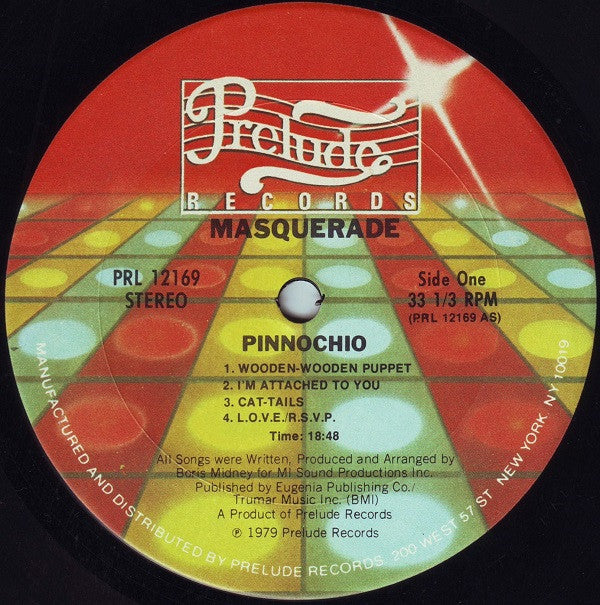 Prelude
RECORDS
MASQUERADE
PRL 12169
STEREO
Side One
33 1/3 RPM
(PRL 12169 AS)
PINNOCHIO
1. WOODEN-WOODEN PUPPET
2. I'M ATTACHED TO YOU
3. CAT-TAILS
4. L.O.V.E./R.S.V.P.
Time: 18:48
All Songs were Written, Produced and Arranged by
Boris Midney for MI Sound Productions Inc.
Published by Eugenia Publishing Co./
Trumar Music Inc. (BMI)
A Product of Prelude Records
℗ 1979 Prelude Records
MANUFACTURED AND DISTRIBUTED BY PRELUDE RECORDS, 200 WEST 57 ST. NEW YORK, NY 10019